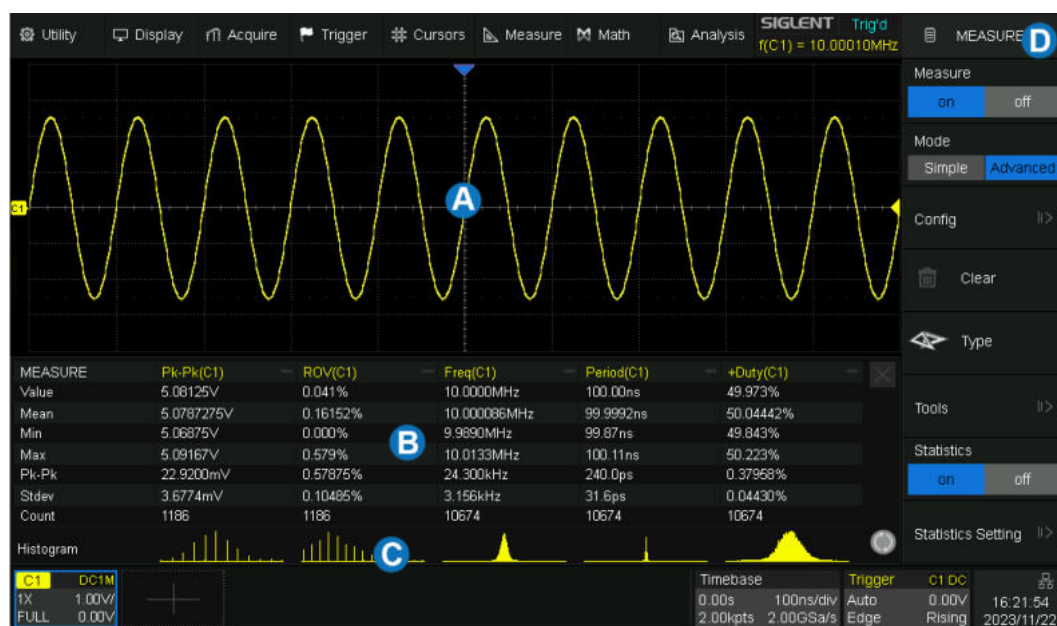 Utility Display Acquire Trigger Cursors Measure Math Analysis SIGLENT Trig'd
f(C1) = 10.00010MHz
MEASURE D
Measure
on off
Mode
Simple Advanced
Config
Clear
Type
Tools
Statistics
on off
Statistics Setting
A
C1
MEASURE Pk-Pk(C1) ROV(C1) Freq(C1) Period(C1) +Duty(C1)
Value 5.08125V 0.041% 10.0000MHz 100.00ns 49.973%
Mean 5.0787275V 0.16152% 10.000086MHz 99.9992ns 50.04442%
Min 5.06875V 0.000% 9.9890MHz 99.87ns 49.843%
B
Max 5.09167V 0.579% 10.0133MHz 100.11ns 50.223%
Pk-Pk 22.9200mV 0.57875% 24.300kHz 240.0ps 0.37958%
Stdev 3.6774mV 0.10485% 3.156kHz 31.6ps 0.04430%
Count 1186 1186 10674 10674 10674
Histogram
C
C1 DC1M
1X 1.00V/
FULL 0.00V
Timebase
0.00s 100ns/div
2.00kpts 2.00GSa/s
Trigger C1 DC
Auto 0.00V
Edge Rising
16:21:54
2023/11/22